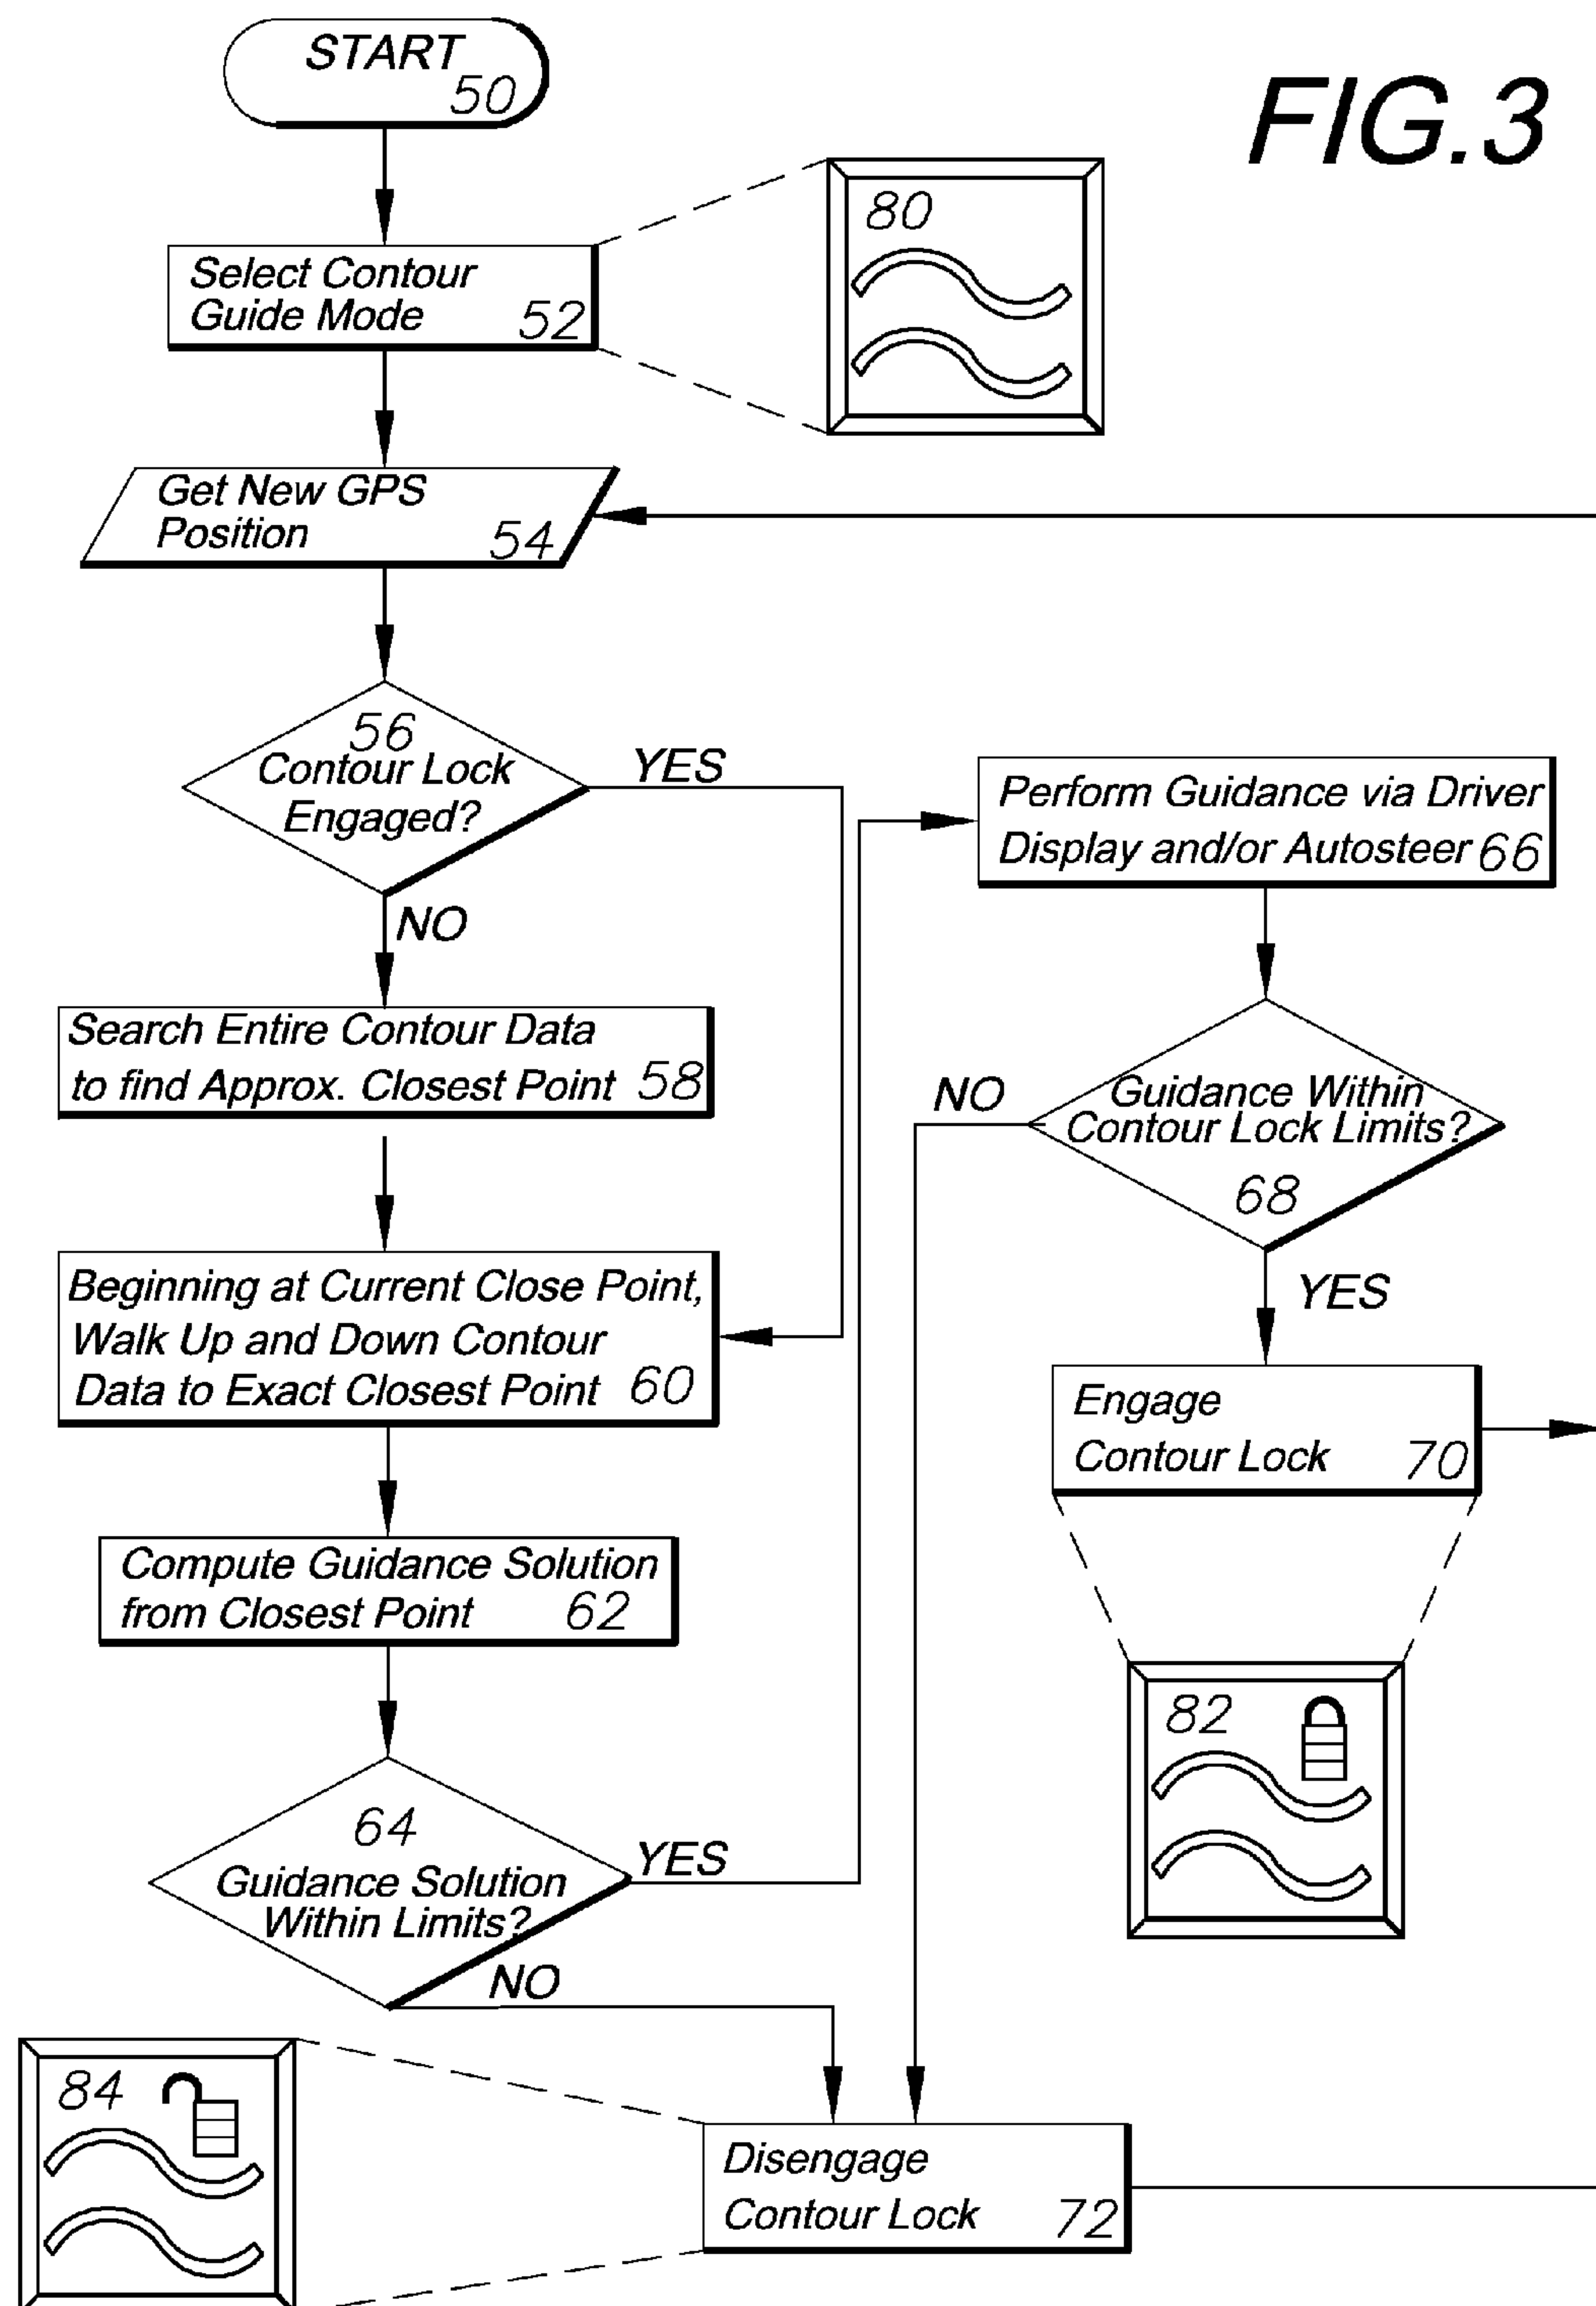 FIG.3
START
50
80
Select Contour
Guide Mode 52
Get New GPS
Position 54
56
Contour Lock
Engaged?
YES
NO
Search Entire Contour Data
to find Approx. Closest Point 58
Beginning at Current Close Point,
Walk Up and Down Contour
Data to Exact Closest Point 60
Compute Guidance Solution
from Closest Point 62
64
Guidance Solution
Within Limits?
YES
NO
Perform Guidance via Driver
Display and/or Autosteer 66
Guidance Within
Contour Lock Limits?
68
NO
YES
Engage
Contour Lock 70
82
84
Disengage
Contour Lock 72